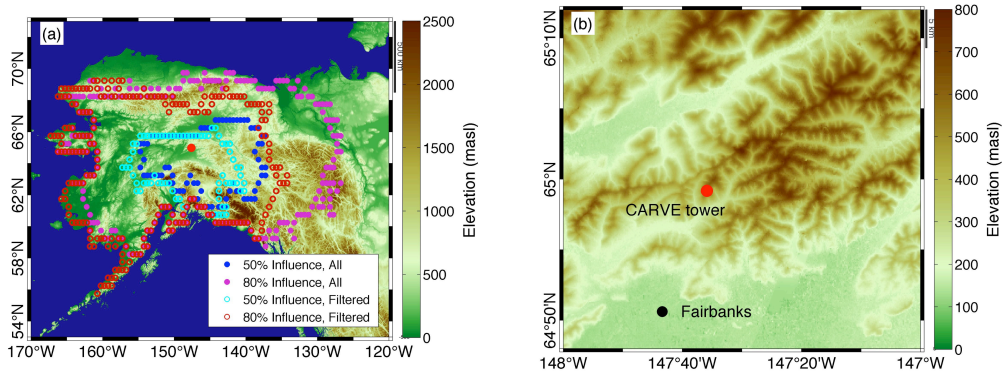 (a)
500 km
2500
2000
1500
1000
500
0
Elevation (masl)
70°N
66°N
62°N
58°N
54°N
170°W
160°W
150°W
140°W
130°W
120°W
50% Influence, All
80% Influence, All
50% Influence, Filtered
80% Influence, Filtered
(b)
5 km
800
700
600
500
400
300
200
100
0
Elevation (masl)
65°10'N
65°N
64°50'N
148°W
147°40'W
147°20'W
147°W
CARVE tower
Fairbanks